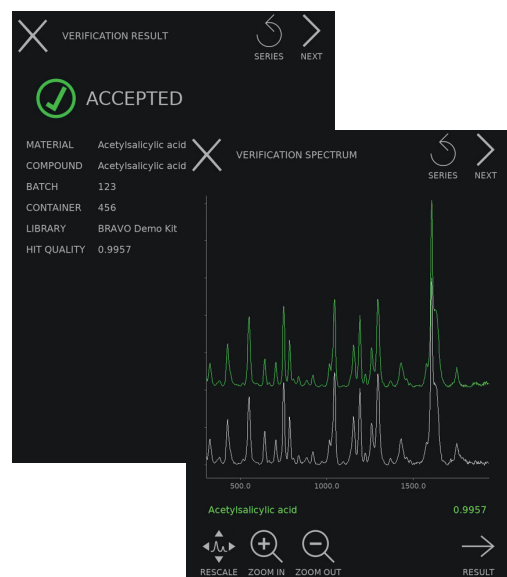 VERIFICATION RESULT
SERIES NEXT
ACCEPTED
MATERIAL Acetylsalicylic acid
COMPOUND Acetylsalicylic acid
BATCH 123
CONTAINER 456
LIBRARY BRAVO Demo Kit
HIT QUALITY 0.9957
VERIFICATION SPECTRUM
SERIES NEXT
500.0 1000.0 1500.0
Acetylsalicylic acid 0.9957
RESCALE ZOOM IN ZOOM OUT RESULT